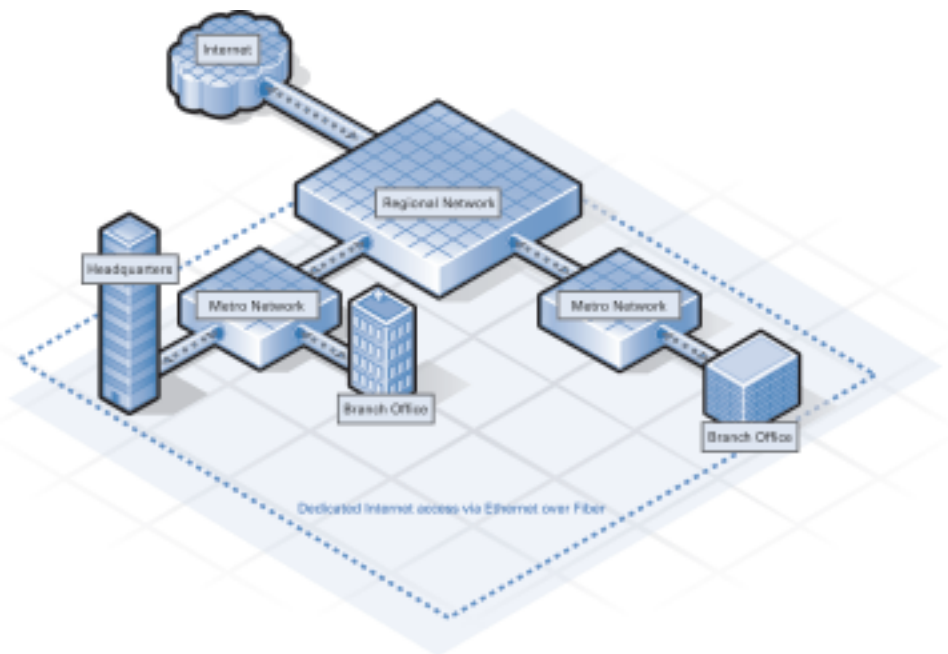 Internet
Regional Network
Headquarters
Metro Network
Metro Network
Branch Office
Branch Office
Dedicated Internet access via Ethernet over Fiber